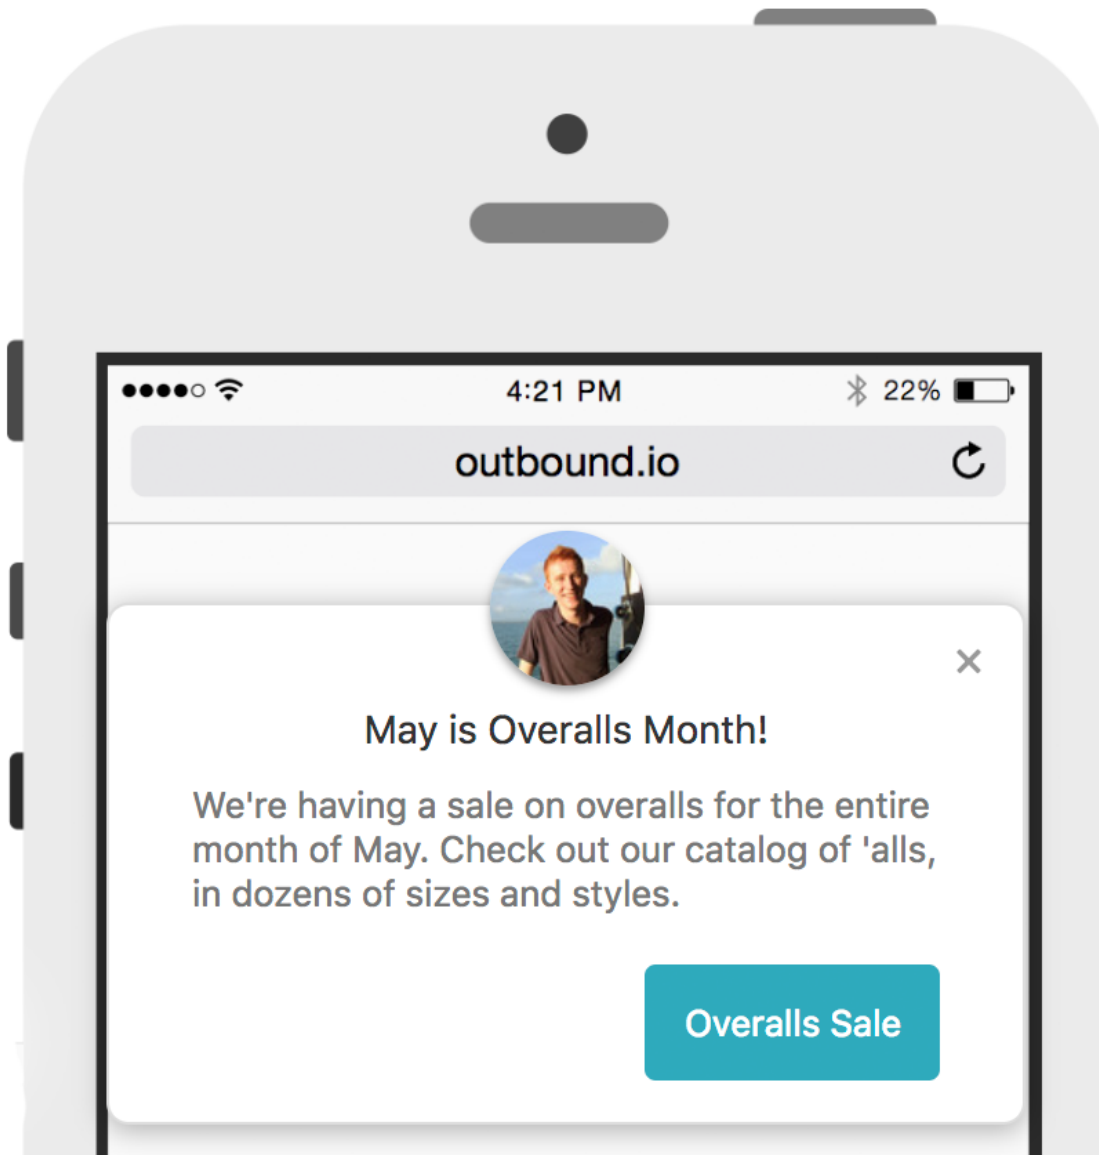 4:21 PM 22%
outbound.io
May is Overalls Month!
We're having a sale on overalls for the entire
month of May. Check out our catalog of 'alls,
in dozens of sizes and styles.
Overalls Sale